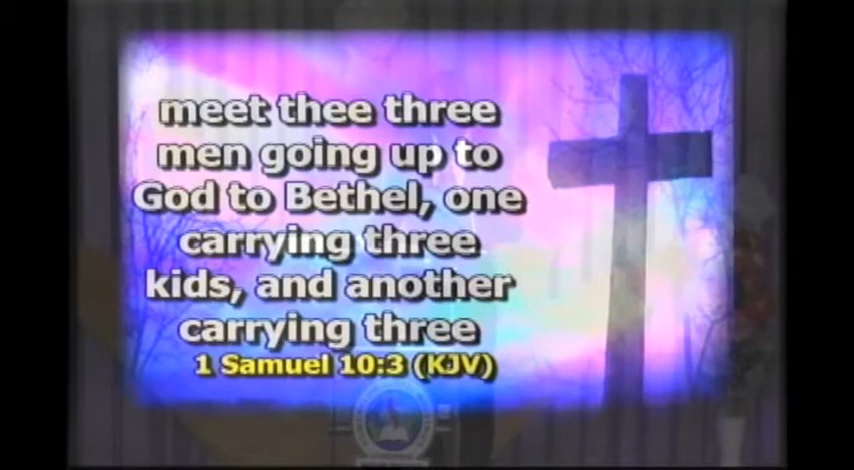 meet thee three
men going up to
God to Bethel, one
carrying three
kids, and another
carrying three
1 Samuel 10:3 (KJV)